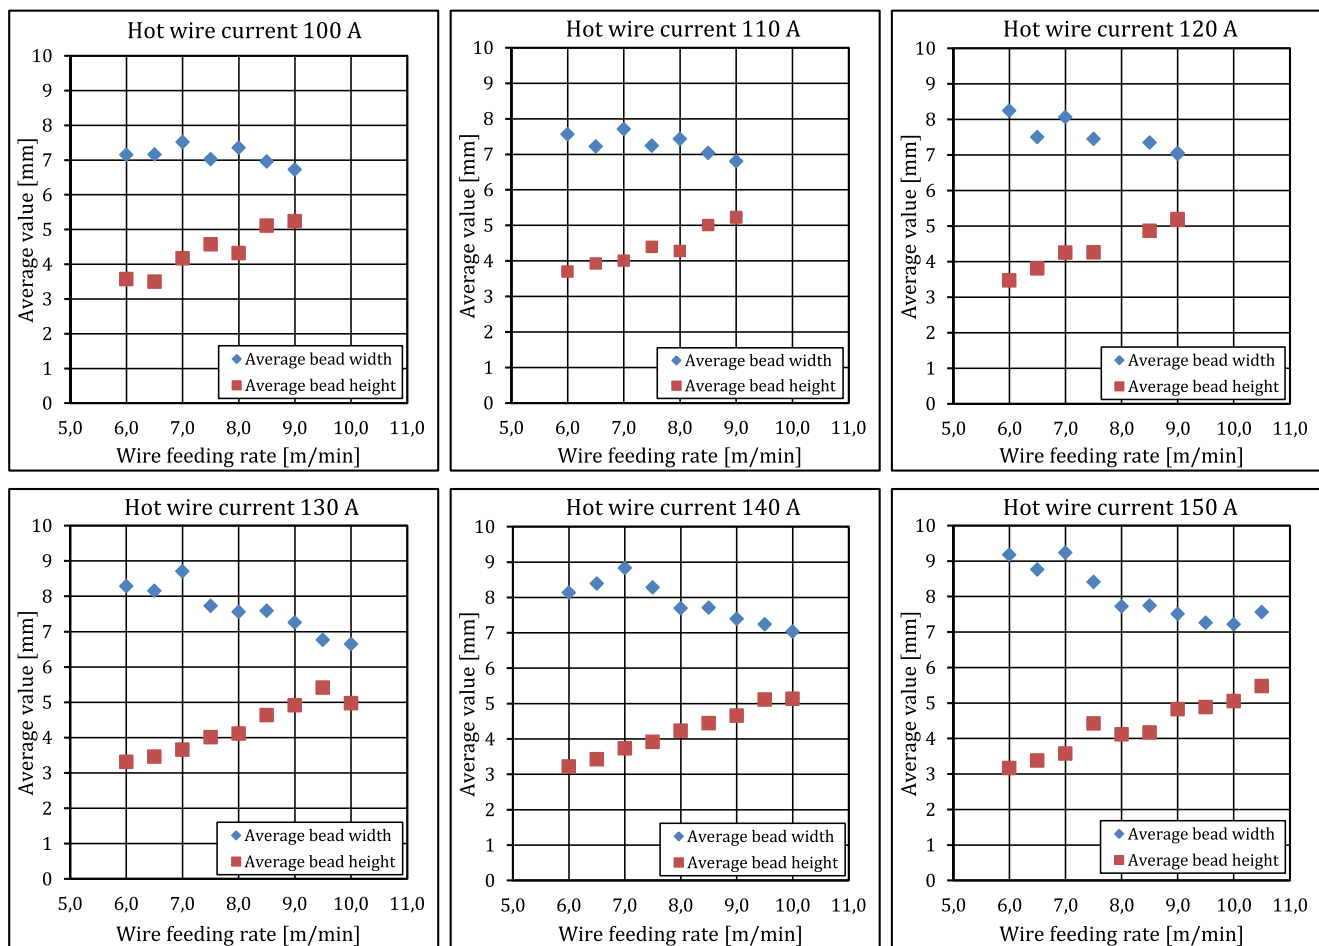 Hot wire current 100 A
10
9
8
7
6
5
4
3
2
1
0
Average value [mm]
Average bead width
Average bead height
5,0 6,0 7,0 8,0 9,0 10,0 11,0
Wire feeding rate [m/min]
Hot wire current 110 A
10
9
8
7
6
5
4
3
2
1
0
Average value [mm]
Average bead width
Average bead height
5,0 6,0 7,0 8,0 9,0 10,0 11,0
Wire feeding rate [m/min]
Hot wire current 120 A
10
9
8
7
6
5
4
3
2
1
0
Average value [mm]
Average bead width
Average bead height
5,0 6,0 7,0 8,0 9,0 10,0 11,0
Wire feeding rate [m/min]
Hot wire current 130 A
10
9
8
7
6
5
4
3
2
1
0
Average value [mm]
Average bead width
Average bead height
5,0 6,0 7,0 8,0 9,0 10,0 11,0
Wire feeding rate [m/min]
Hot wire current 140 A
10
9
8
7
6
5
4
3
2
1
0
Average value [mm]
Average bead width
Average bead height
5,0 6,0 7,0 8,0 9,0 10,0 11,0
Wire feeding rate [m/min]
Hot wire current 150 A
10
9
8
7
6
5
4
3
2
1
0
Average value [mm]
Average bead width
Average bead height
5,0 6,0 7,0 8,0 9,0 10,0 11,0
Wire feeding rate [m/min]